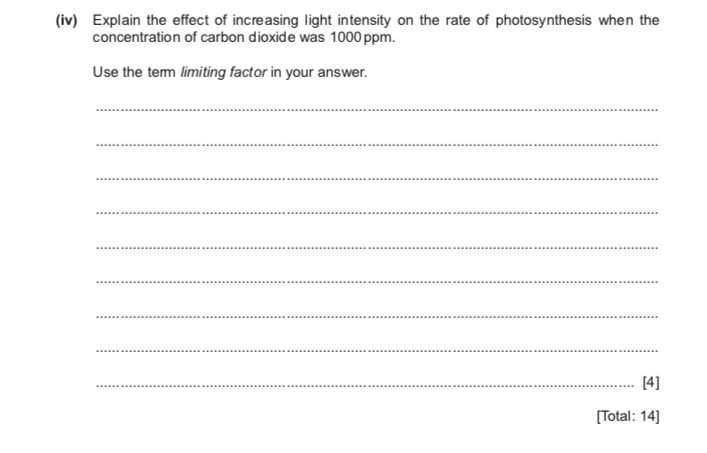 (iv) Explain the effect of increasing light intensity on the rate of photosynthesis when the
concentration of carbon dioxide was 1000 ppm.
Use the term limiting factor in your answer.
[4]
[Total: 14]